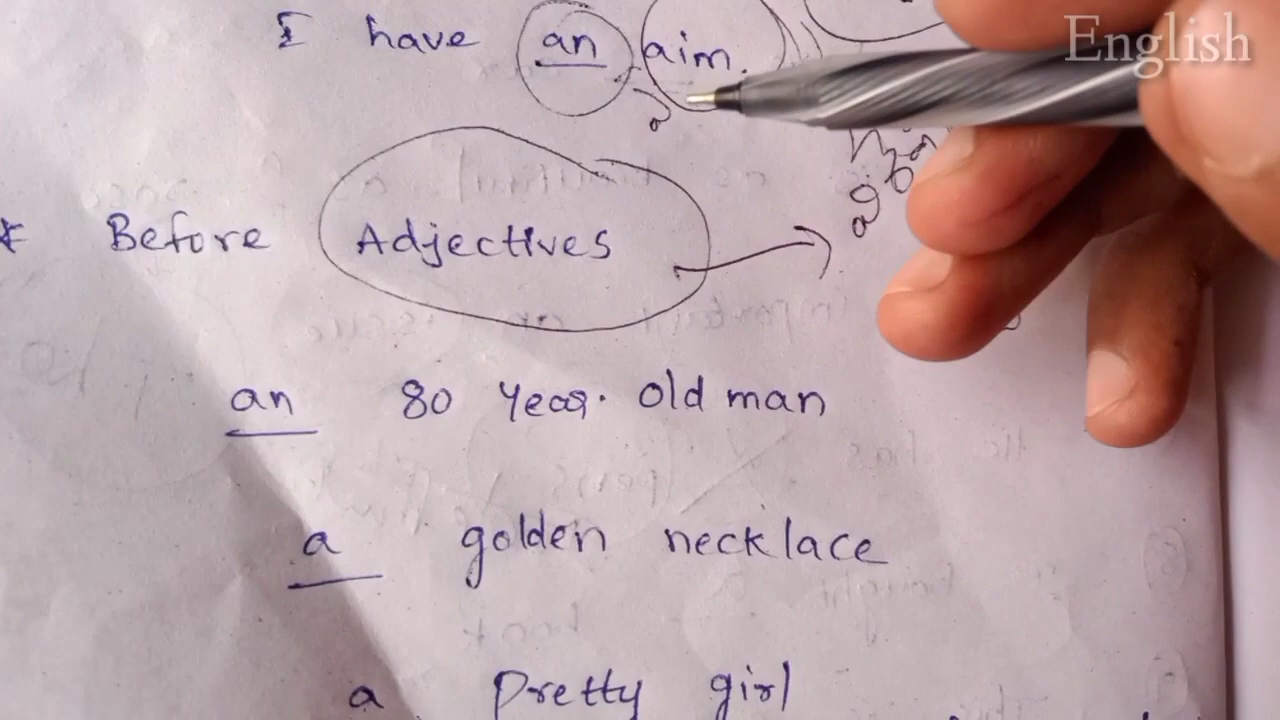 English
I have an aim.
a
* Before Adjectives
an 80 Year. old man
a golden necklace
a pretty girl